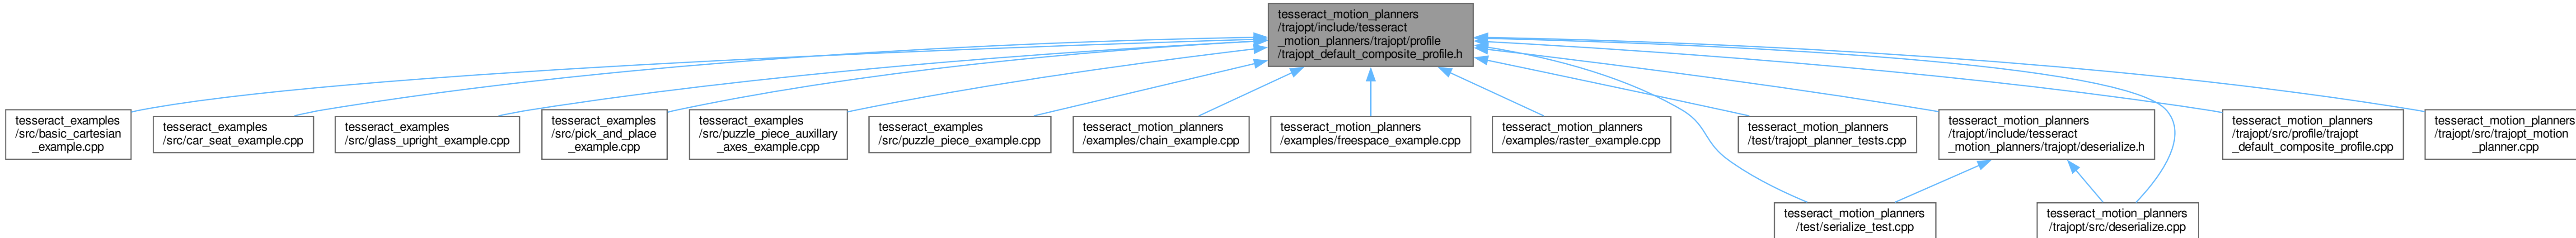 tesseract_motion_planners
/trajopt/include/tesseract
_motion_planners/trajopt/profile
/trajopt_default_composite_profile.h
tesseract_examples
/src/basic_cartesian
_example.cpp
tesseract_examples
/src/car_seat_example.cpp
tesseract_examples
/src/glass_upright_example.cpp
tesseract_examples
/src/pick_and_place
_example.cpp
tesseract_examples
/src/puzzle_piece_auxillary
_axes_example.cpp
tesseract_examples
/src/puzzle_piece_example.cpp
tesseract_motion_planners
/examples/chain_example.cpp
tesseract_motion_planners
/examples/freespace_example.cpp
tesseract_motion_planners
/examples/raster_example.cpp
tesseract_motion_planners
/test/trajopt_planner_tests.cpp
tesseract_motion_planners
/trajopt/include/tesseract
_motion_planners/trajopt/deserialize.h
tesseract_motion_planners
/trajopt/src/profile/trajopt
_default_composite_profile.cpp
tesseract_motion_planners
/trajopt/src/trajopt_motion
_planner.cpp
tesseract_motion_planners
/test/serialize_test.cpp
tesseract_motion_planners
/trajopt/src/deserialize.cpp